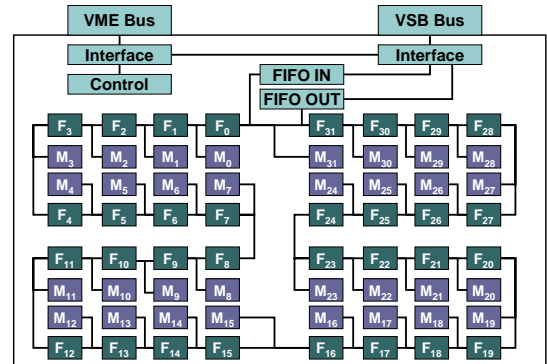 VME Bus VSB Bus
Interface Interface
Control FIFO IN
FIFO OUT
F3 F2 F1 F0 F31 F30 F29 F28
M3 M2 M1 M0 M31 M30 M29 M28
M4 M5 M6 M7 M24 M25 M26 M27
F4 F5 F6 F7 F24 F25 F26 F27
F11 F10 F9 F8 F23 F22 F21 F20
M11 M10 M9 M8 M23 M22 M21 M20
M12 M13 M14 M15 M16 M17 M18 M19
F12 F13 F14 F15 F16 F17 F18 F19